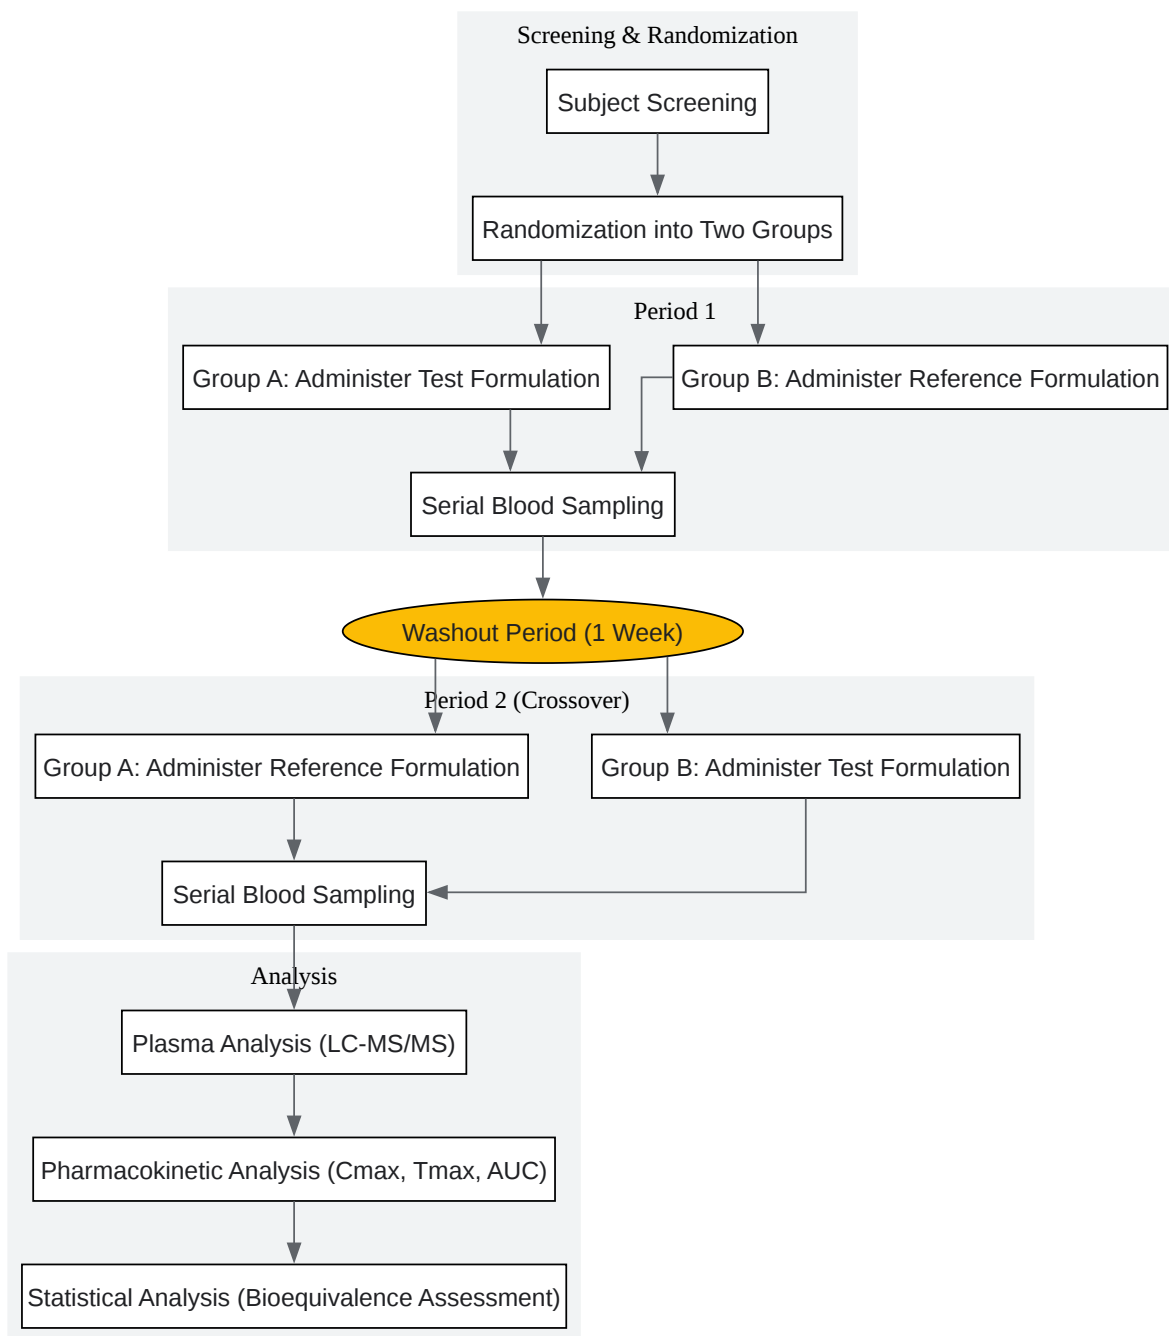 Screening & Randomization
Subject Screening
Randomization into Two Groups
Period 1
Group A: Administer Test Formulation
Group B: Administer Reference Formulation
Serial Blood Sampling
Washout Period (1 Week)
Period 2 (Crossover)
Group A: Administer Reference Formulation
Group B: Administer Test Formulation
Serial Blood Sampling
Analysis
Plasma Analysis (LC-MS/MS)
Pharmacokinetic Analysis (Cmax, Tmax, AUC)
Statistical Analysis (Bioequivalence Assessment)